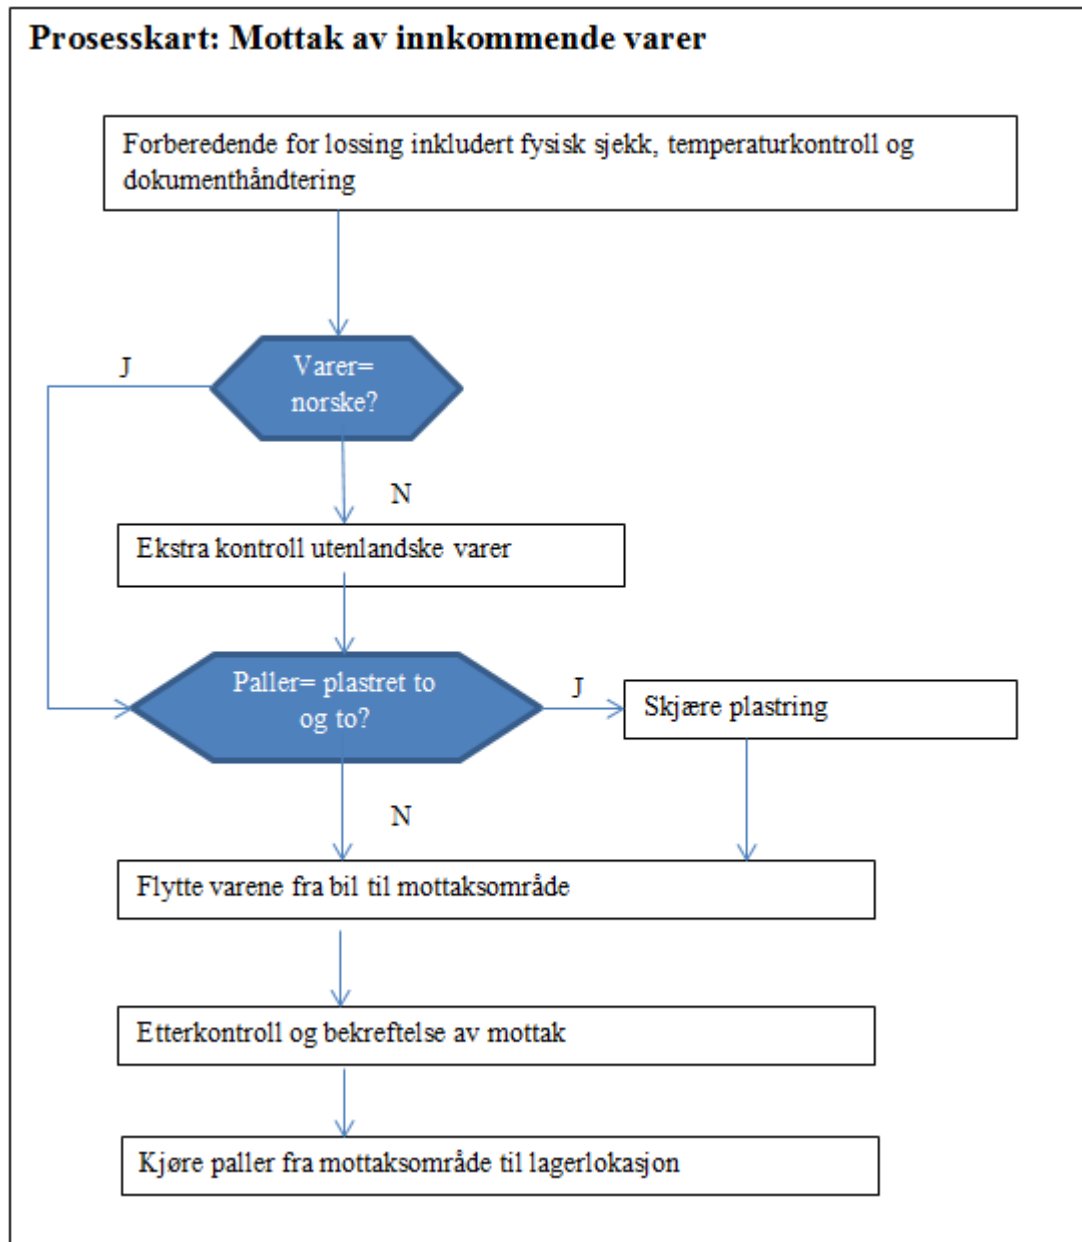 Prosesskart: Mottak av innkommende varer
Forberedende for lossing inkludert fysisk sjekk, temperaturkontroll og
dokumenthåndtering
J
Varer=
norske?
N
Ekstra kontroll utenlandske varer
Paller= plastret to
og to?
J
Skjære plastring
N
Flytte varene fra bil til mottaksområde
Etterkontroll og bekreftelse av mottak
Kjøre paller fra mottaksområde til lagerlokasjon